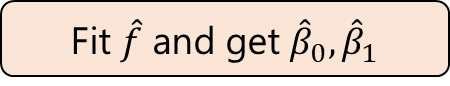 Fit f̂ and get β̂₀, β̂₁